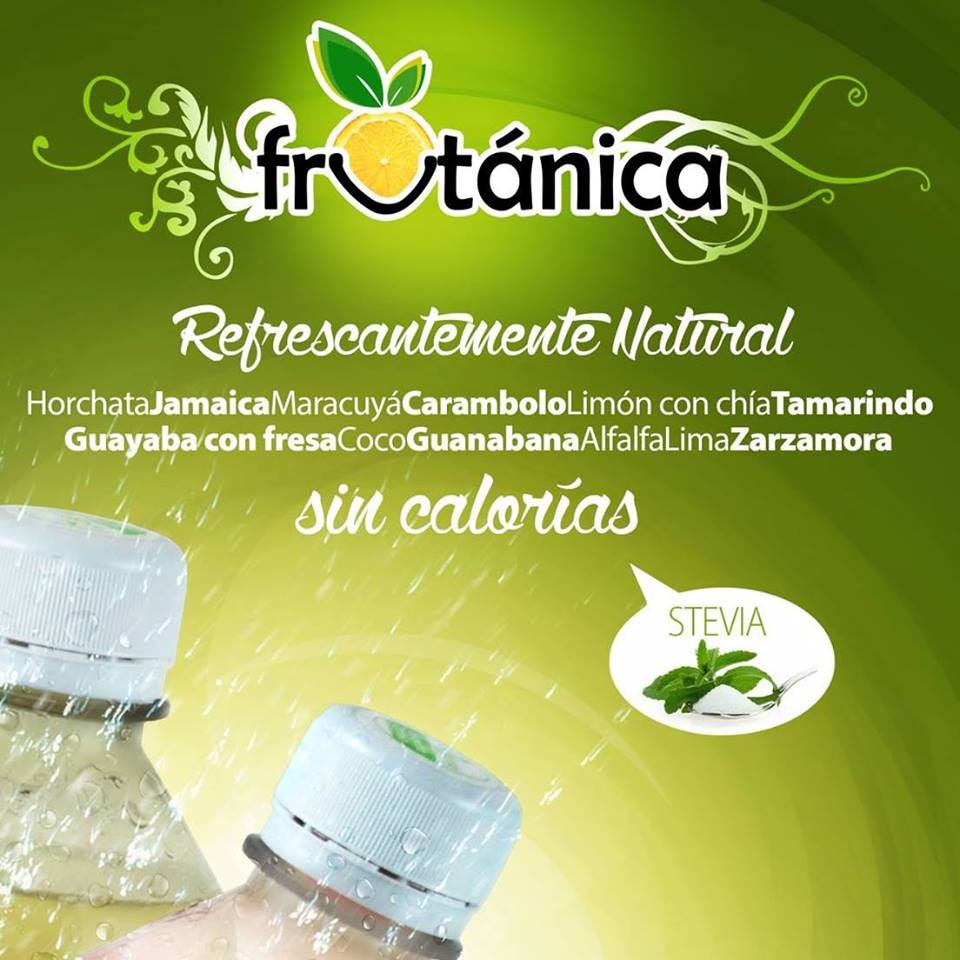 frutánica
Refrescantemente Natural
HorchataJamaicaMaracuyáCaramboloLimón con chíaTamarindo
Guayaba con fresaCocoGuanabanaAlfalfaLimaZarzamora
sin calorías
STEVIA